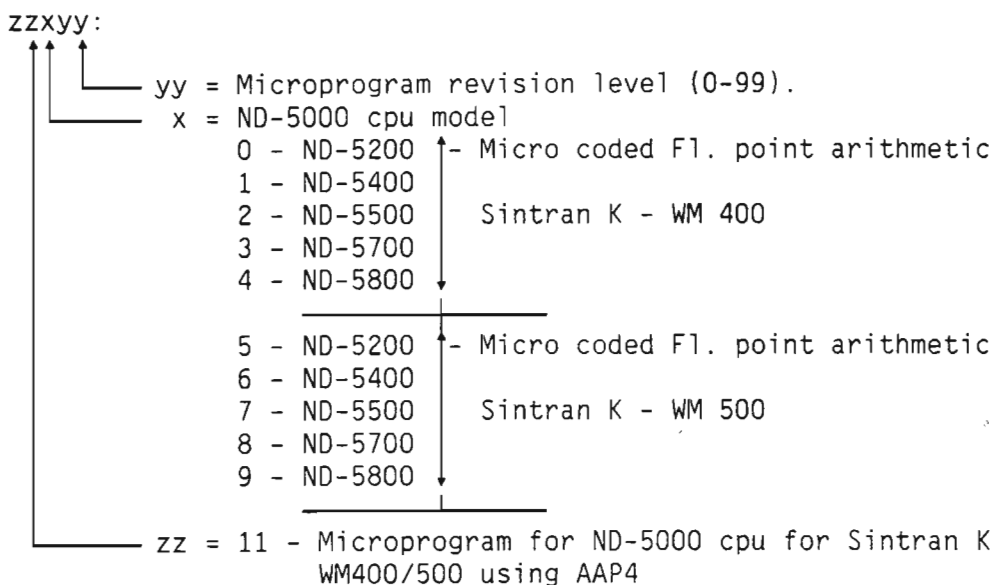 zzxyy:
yy = Microprogram revision level (0-99).
x = ND-5000 cpu model
0 - ND-5200 - Micro coded Fl. point arithmetic
1 - ND-5400
2 - ND-5500 Sintran K - WM 400
3 - ND-5700
4 - ND-5800
5 - ND-5200 - Micro coded Fl. point arithmetic
6 - ND-5400
7 - ND-5500 Sintran K - WM 500
8 - ND-5700
9 - ND-5800
zz = 11 - Microprogram for ND-5000 cpu for Sintran K
WM400/500 using AAP4